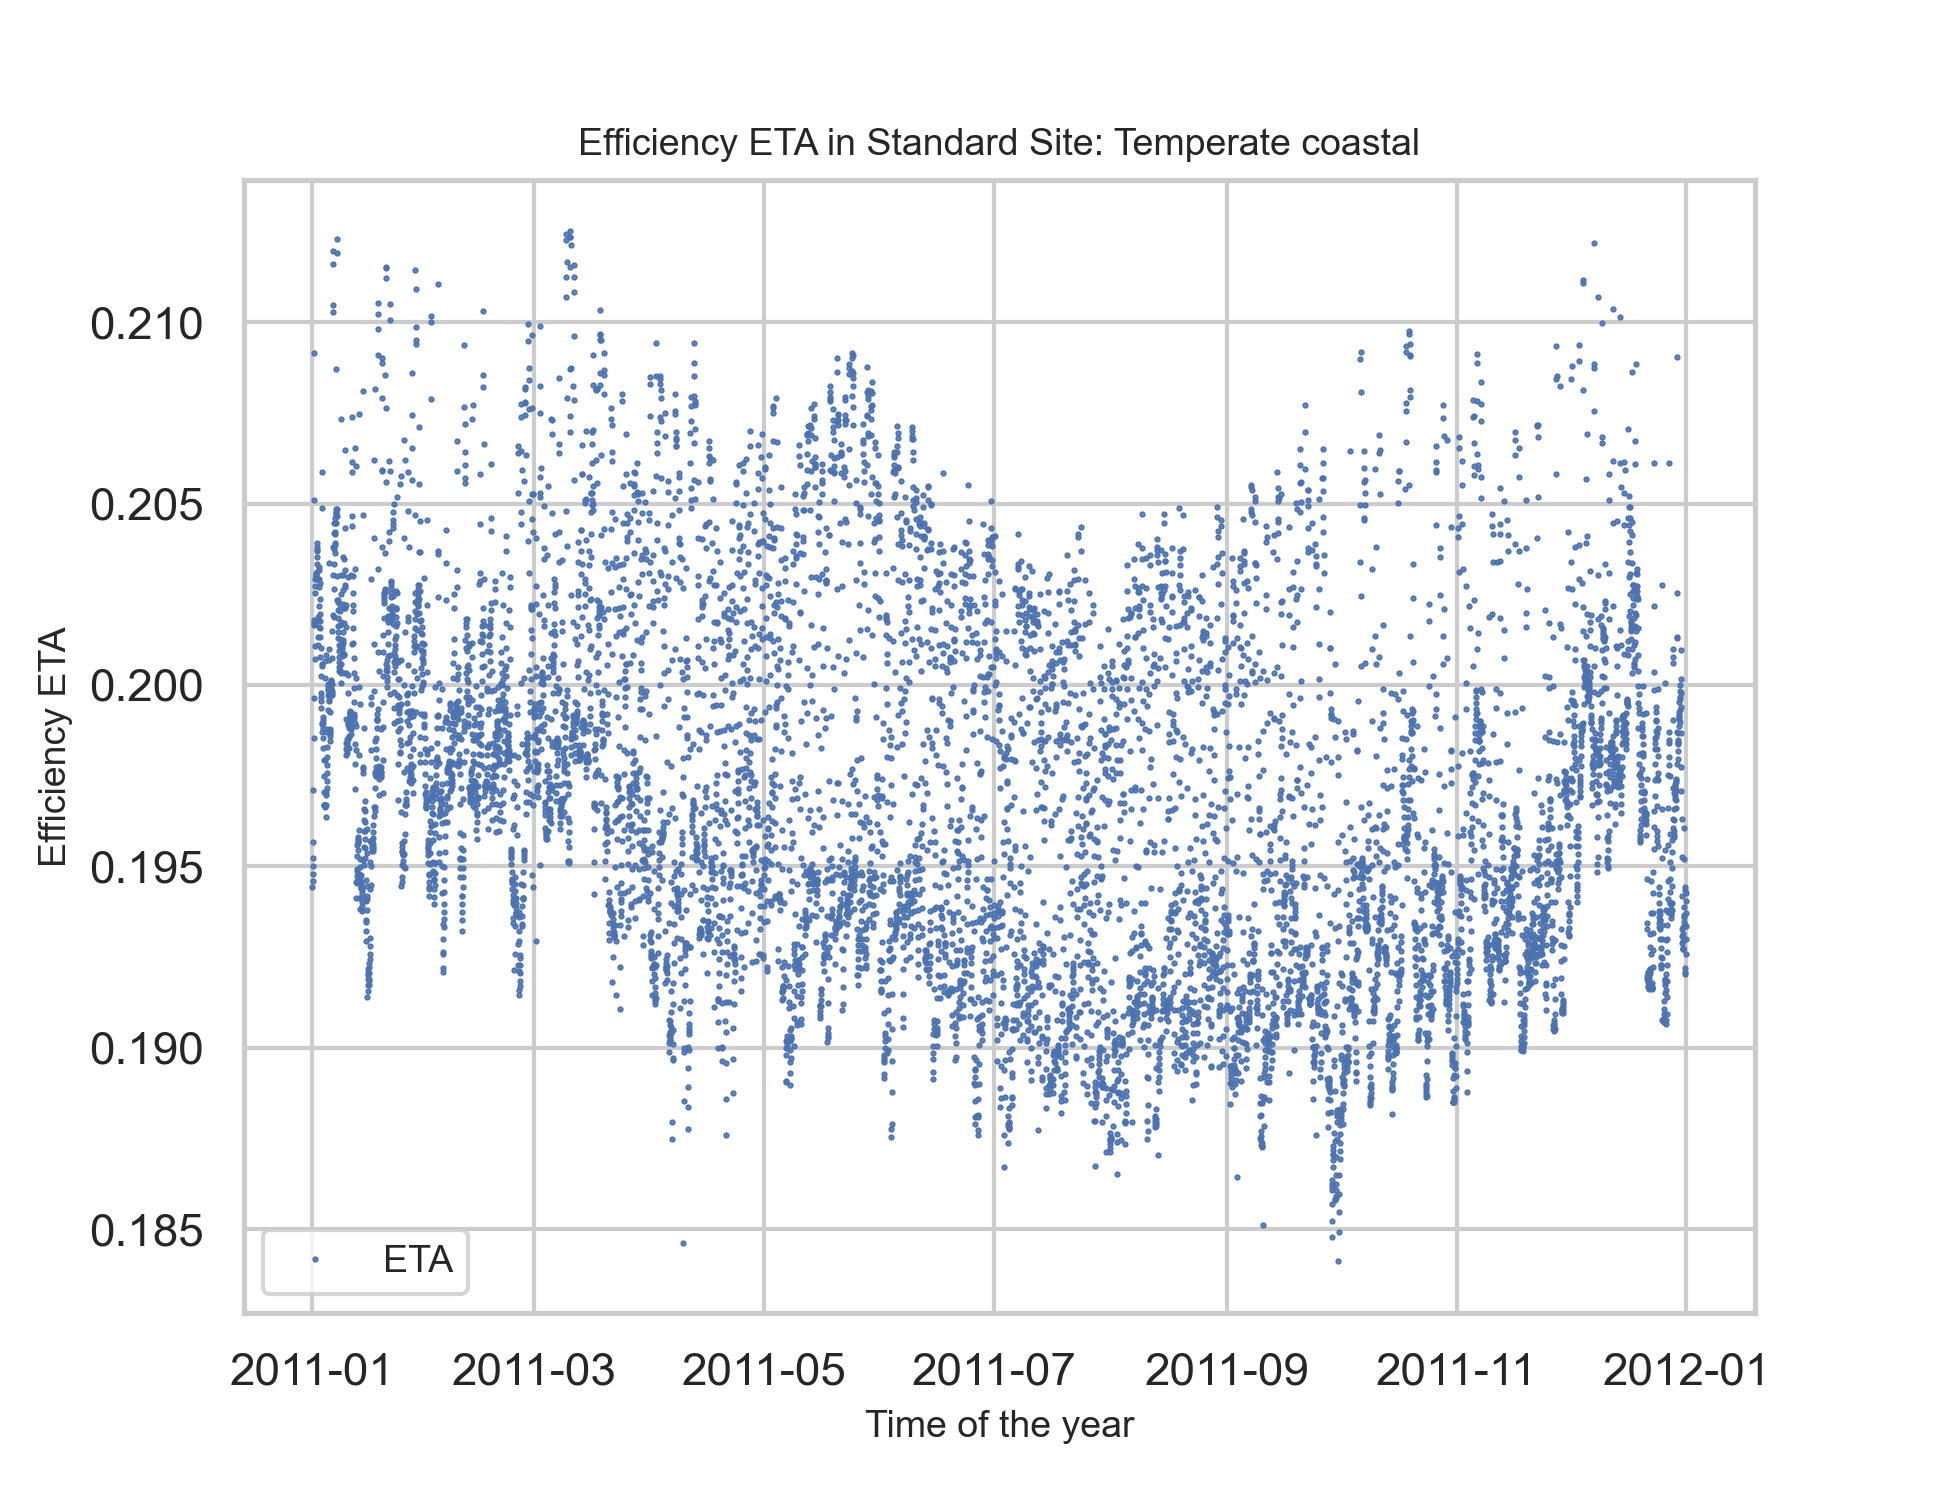 Efficiency ETA in Standard Site: Temperate coastal
Efficiency ETA
0.210
0.205
0.200
0.195
0.190
0.185
ETA
2011-01 2011-03 2011-05 2011-07 2011-09 2011-11 2012-01
Time of the year